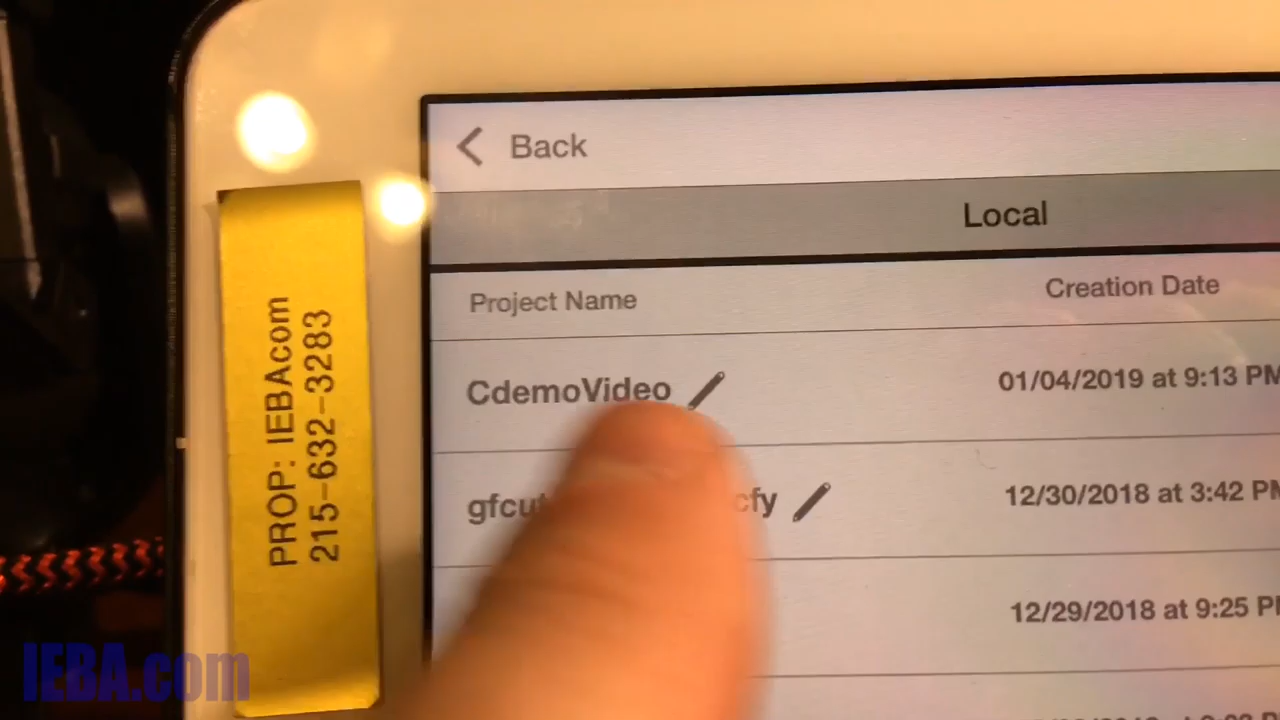 Back
Local
Project Name
Creation Date
CdemoVideo
01/04/2019 at 9:13 PM
12/30/2018 at 3:42 PM
12/29/2018 at 9:25
PROP: IEBAcom
215-632-3283
IEBA.com